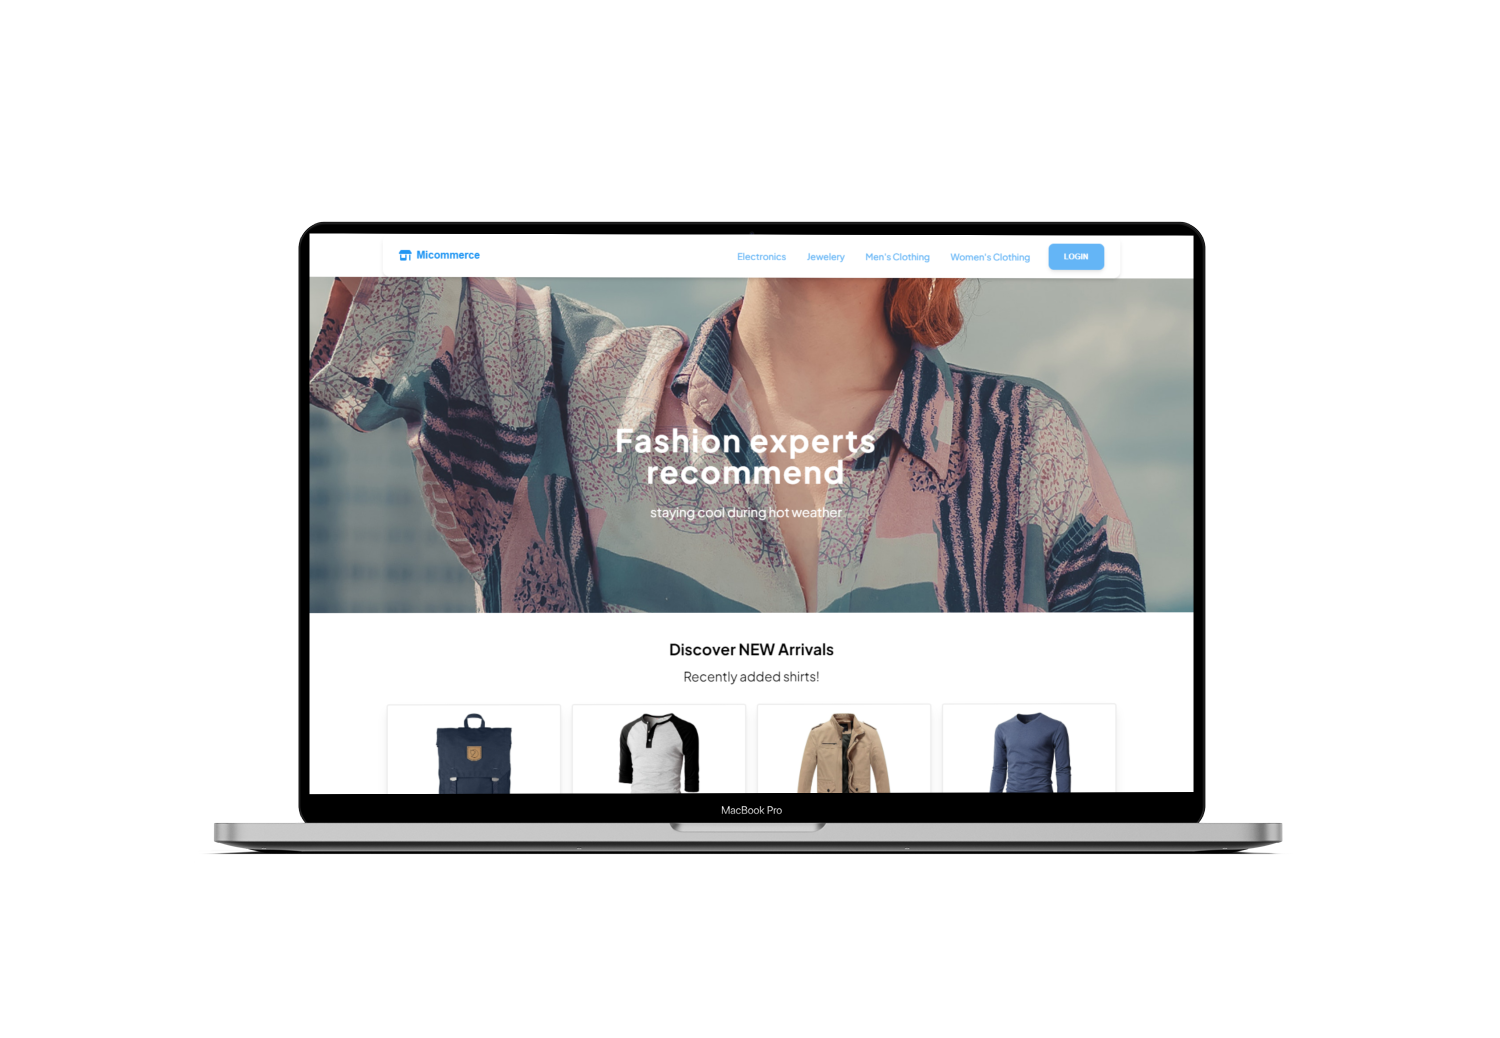 Micommerce
Electronics Jewelery Men's Clothing Women's Clothing LOGIN
Fashion experts
recommend
staying cool during hot weather
Discover NEW Arrivals
Recently added shirts!
MacBook Pro